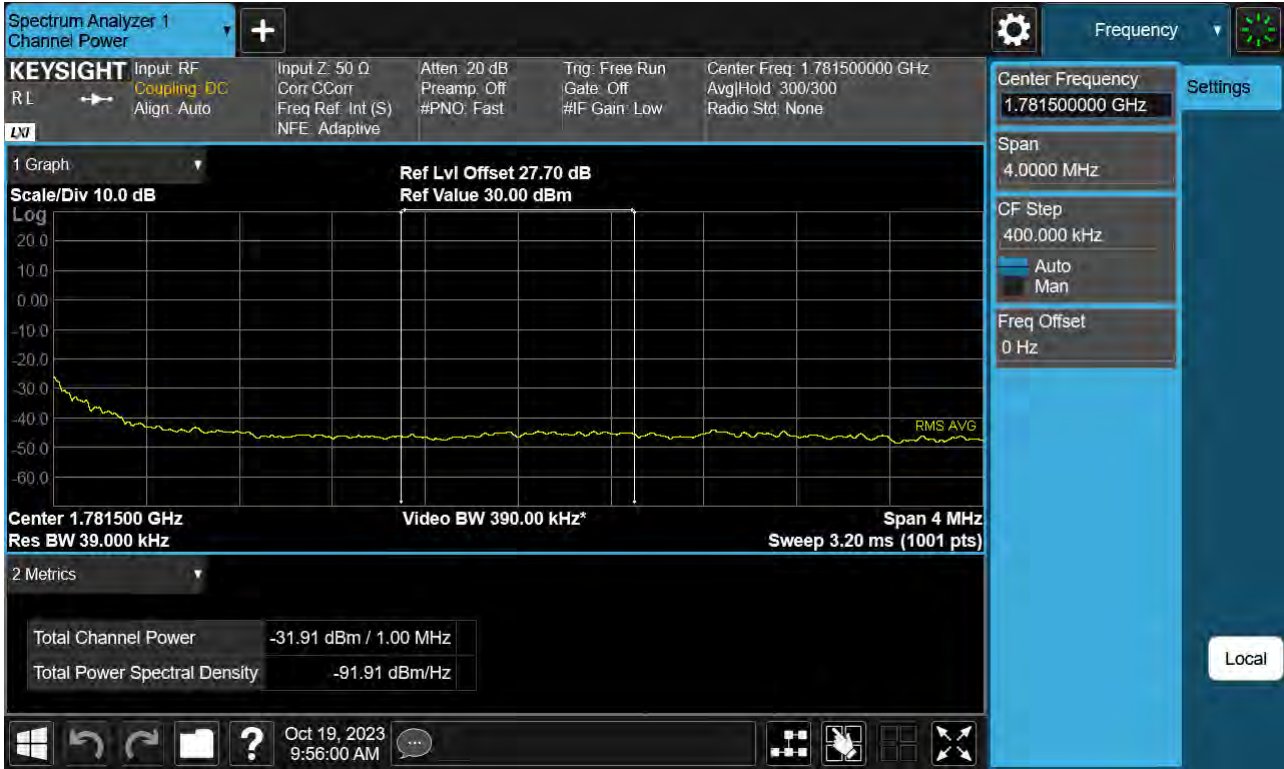 Spectrum Analyzer 1
Channel Power
+
Frequency
KEYSIGHT
RL
LXI
Input: RF
Coupling: DC
Align: Auto
Input Z: 50 Ω
Corr CCorr
Freq Ref: Int (S)
NFE: Adaptive
Atten: 20 dB
Preamp: Off
#PNO: Fast
Trig: Free Run
Gate: Off
#IF Gain: Low
Center Freq: 1.781500000 GHz
Avg|Hold: 300/300
Radio Std: None
1 Graph
Scale/Div 10.0 dB
Ref Lvl Offset 27.70 dB
Ref Value 30.00 dBm
Log
20.0
10.0
0.00
-10.0
-20.0
-30.0
-40.0
-50.0
-60.0
RMS AVG
Center 1.781500 GHz
Video BW 390.00 kHz*
Span 4 MHz
Res BW 39.000 kHz
Sweep 3.20 ms (1001 pts)
2 Metrics
Total Channel Power -31.91 dBm / 1.00 MHz
Total Power Spectral Density -91.91 dBm/Hz
?
Oct 19, 2023
9:56:00 AM
Center Frequency
1.781500000 GHz
Span
4.0000 MHz
CF Step
400.000 kHz
Auto
Man
Freq Offset
0 Hz
Settings
Local